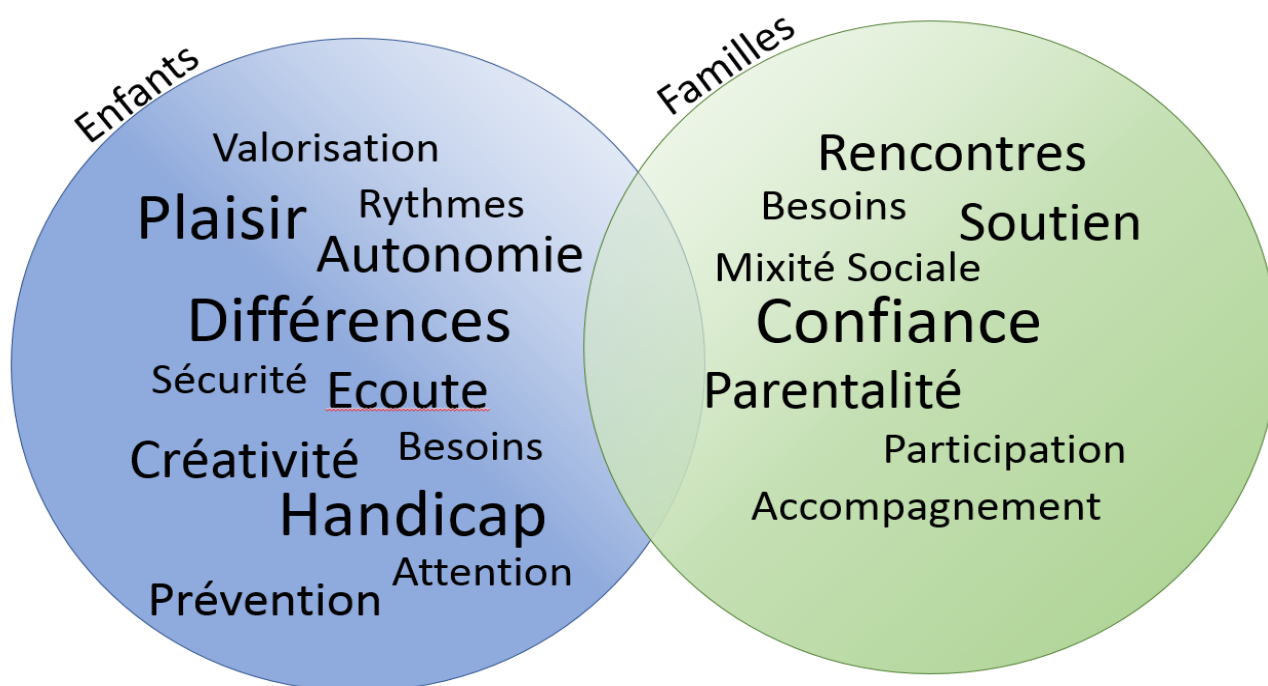 Enfants
Valorisation
Plaisir
Rythmes
Autonomie
Différences
Sécurité
Ecoute
Créativité
Besoins
Handicap
Attention
Prévention
Familles
Rencontres
Besoins
Soutien
Mixité Sociale
Confiance
Parentalité
Participation
Accompagnement